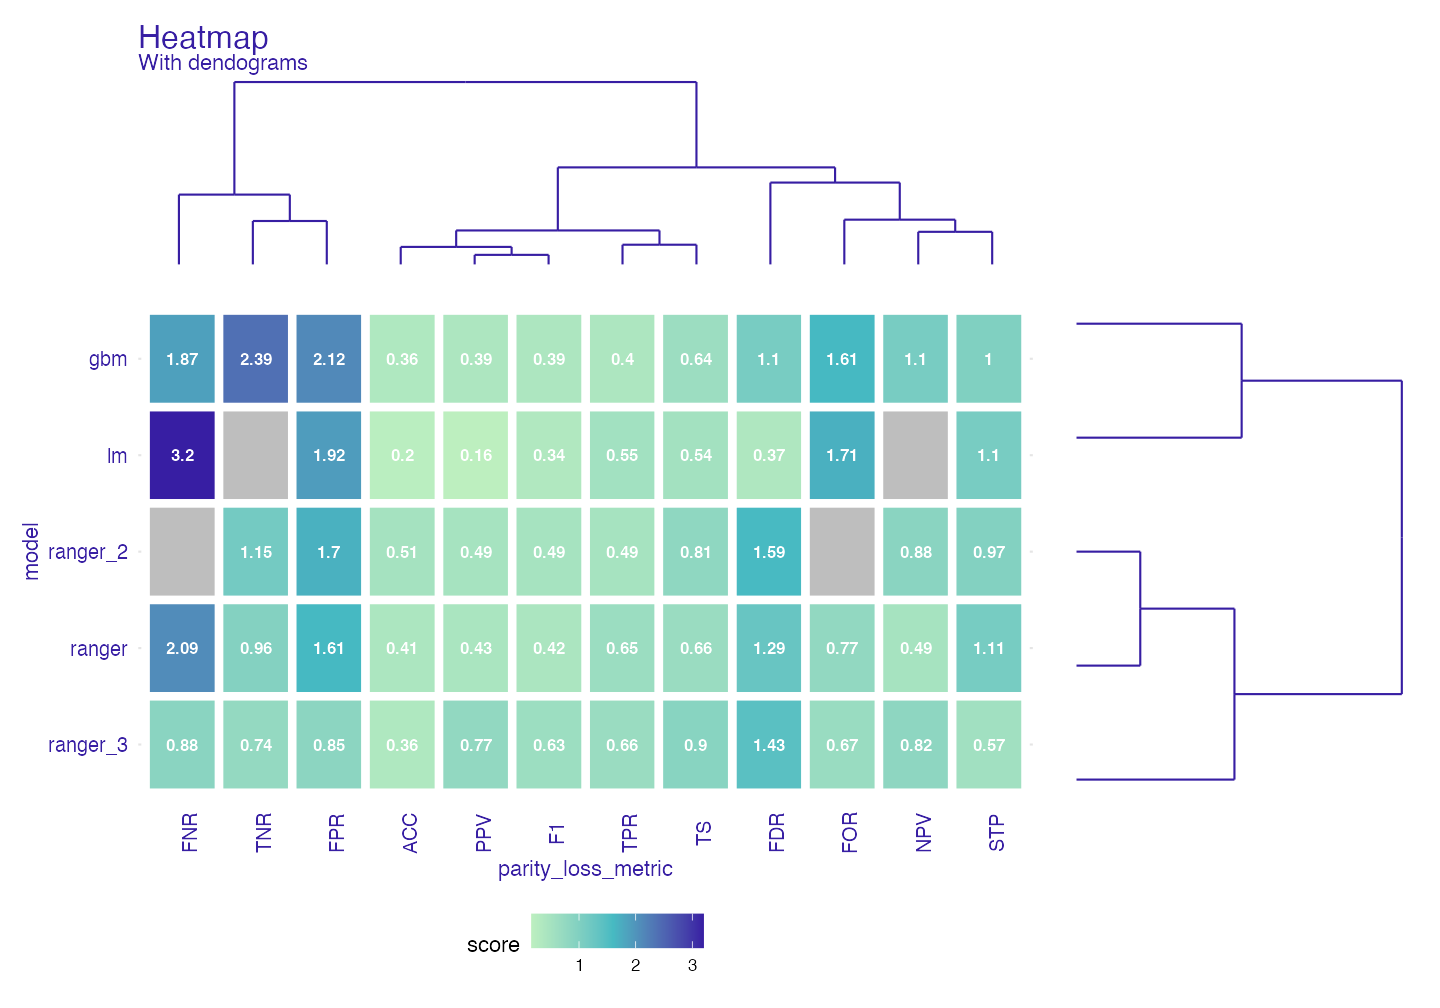 Heatmap
With dendograms
gbm 1.87 2.39 2.12 0.36 0.39 0.39 0.4 0.64 1.1 1.61 1.1 1
lm 3.2 1.92 0.2 0.16 0.34 0.55 0.54 0.37 1.71 1.1
ranger_2 1.15 1.7 0.51 0.49 0.49 0.49 0.81 1.59 0.88 0.97
ranger 2.09 0.96 1.61 0.41 0.43 0.42 0.65 0.66 1.29 0.77 0.49 1.11
ranger_3 0.88 0.74 0.85 0.36 0.77 0.63 0.66 0.9 1.43 0.67 0.82 0.57
model
FNR TNR FPR ACC PPV F1 TPR TS FDR FOR NPV STP
parity_loss_metric
score
1 2 3